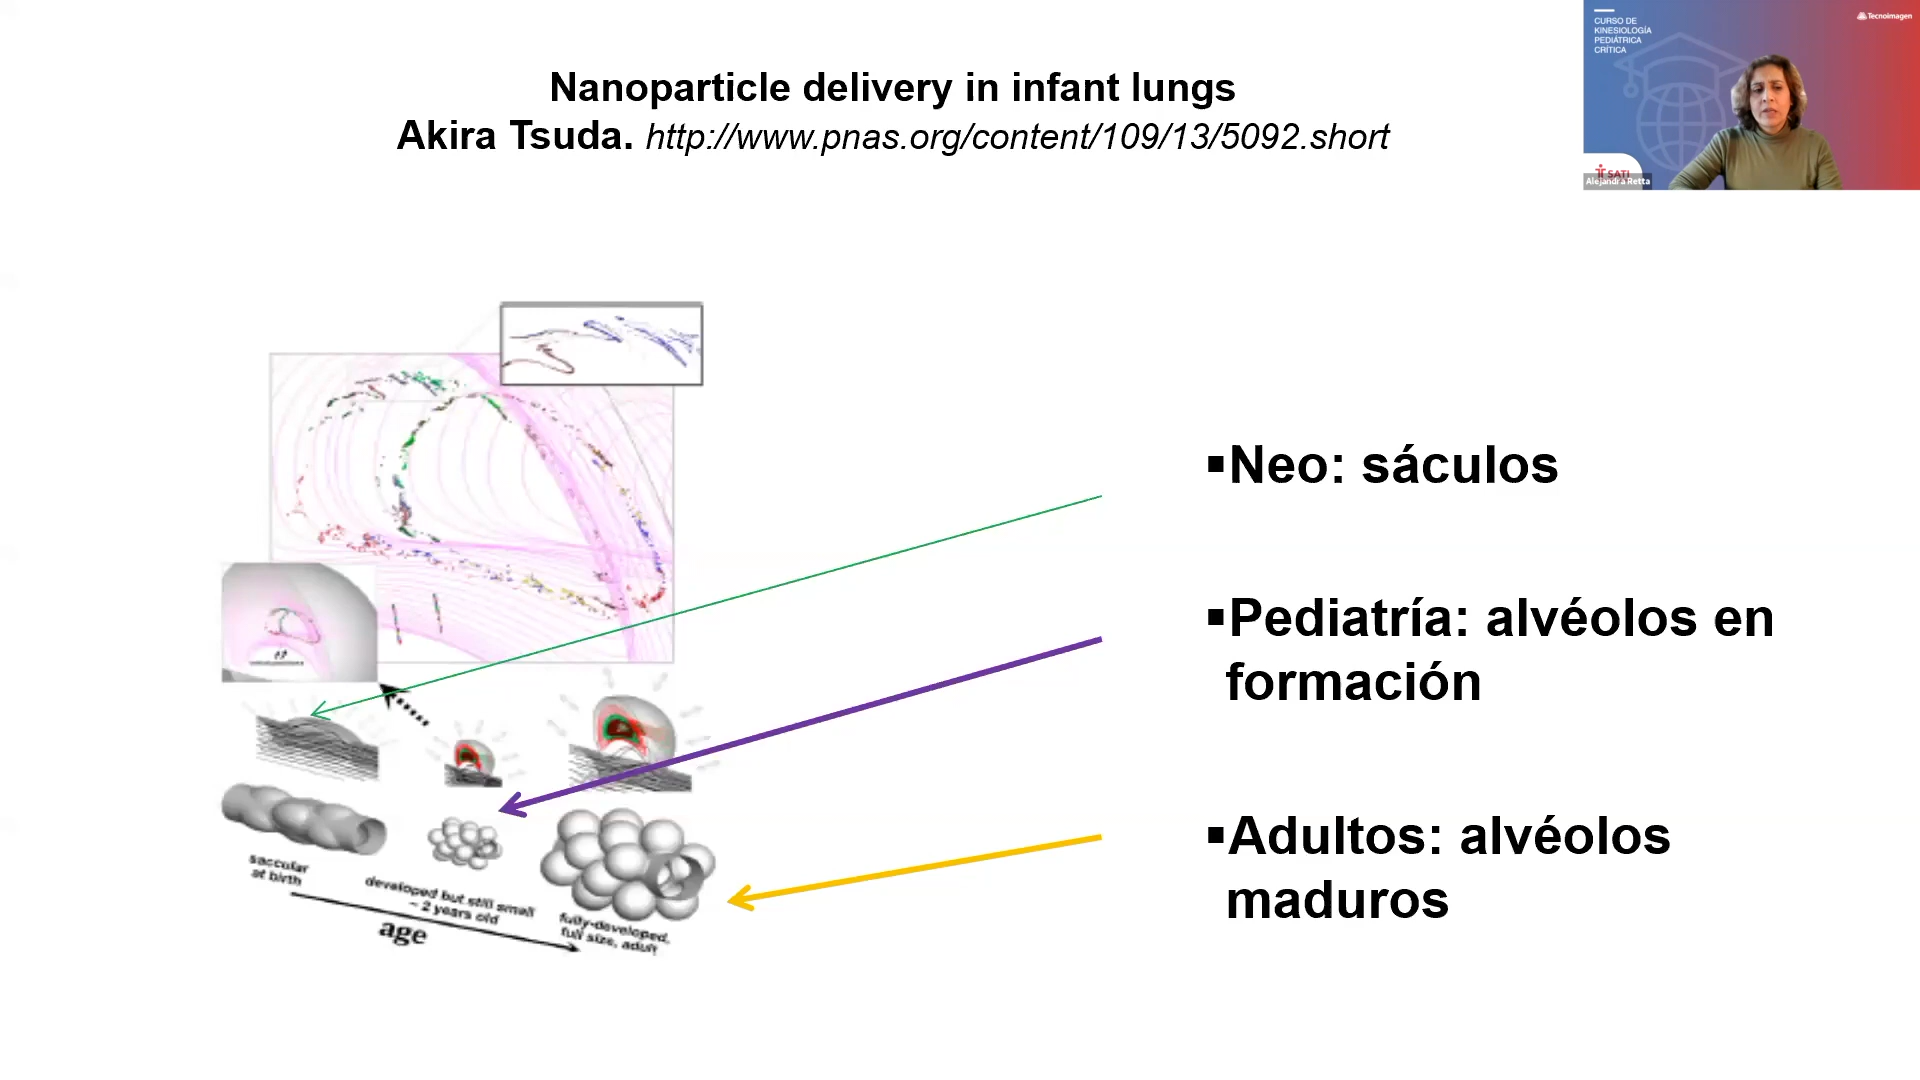 Nanoparticle delivery in infant lungs
Akira Tsuda. http://www.pnas.org/content/109/13/5092.short
CURSO DE
KINESIOLOGÍA
PEDIÁTRICA
CRÍTICA
Tecnoimagen
SATI
Alejandra Retta
▪Neo: sáculos
▪Pediatría: alvéolos en
formación
▪Adultos: alvéolos
maduros
saccular
at birth
developed but still small
~ 2 years old
fully-developed,
full size, adult
age